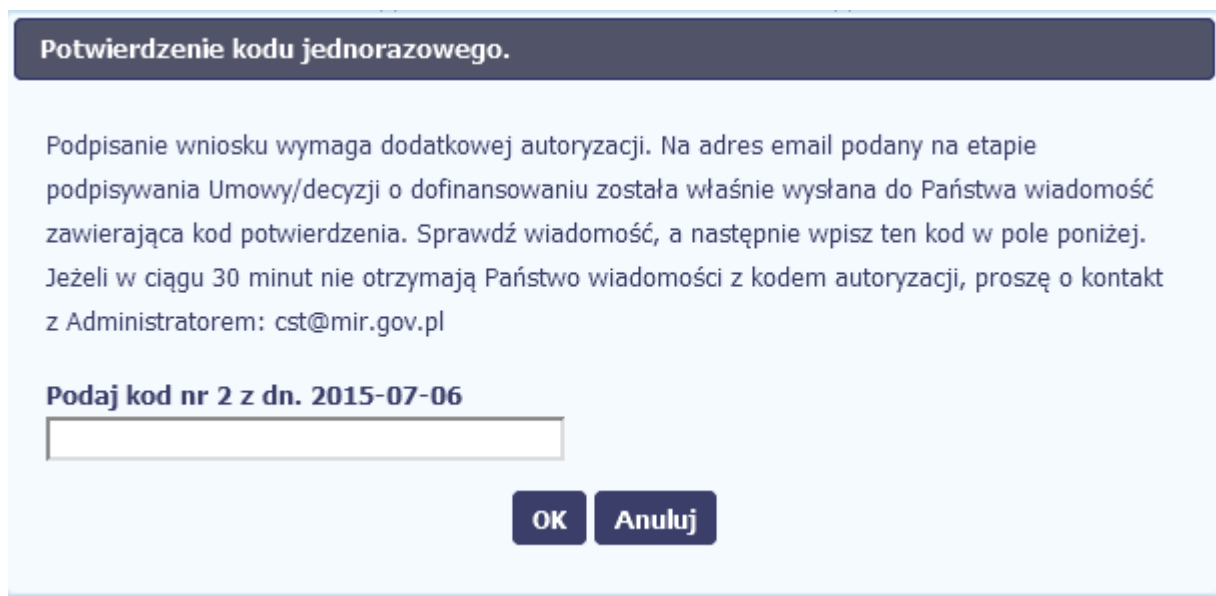 Potwierdzenie kodu jednorazowego.
Podpisanie wniosku wymaga dodatkowej autoryzacji. Na adres email podany na etapie
podpisywania Umowy/decyzji o dofinansowaniu została właśnie wysłana do Państwa wiadomość
zawierająca kod potwierdzenia. Sprawdź wiadomość, a następnie wpisz ten kod w pole poniżej.
Jeżeli w ciągu 30 minut nie otrzymają Państwo wiadomości z kodem autoryzacji, proszę o kontakt
z Administratorem: cst@mir.gov.pl
Podaj kod nr 2 z dn. 2015-07-06
OK Anuluj